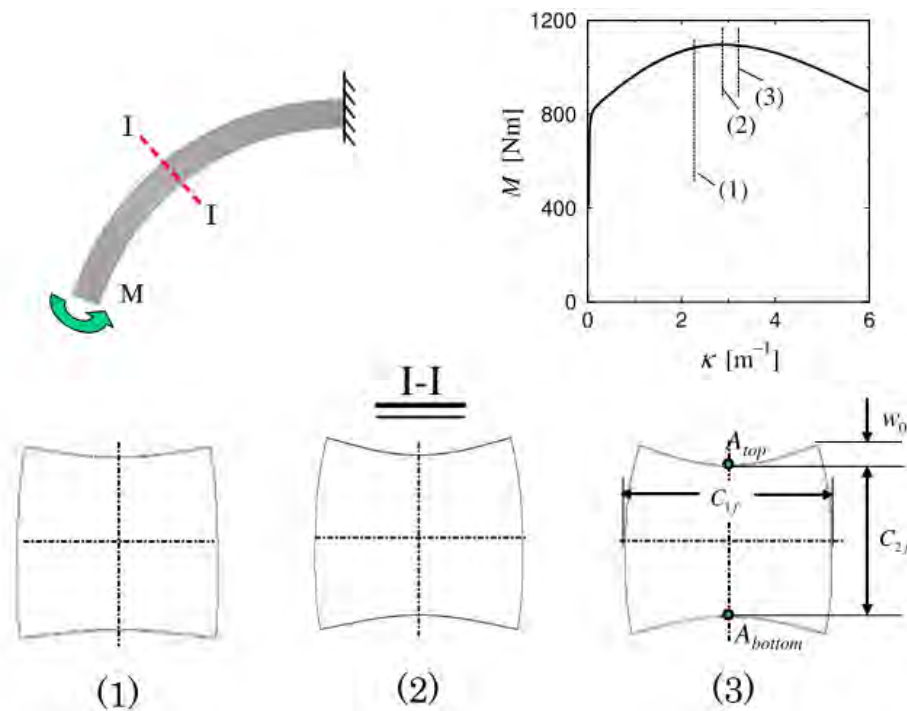 I
I
M
1200
800
400
0
M [Nm]
(1)
(2)
(3)
0
2
4
6
κ [m⁻¹]
I-I
w₀
A_top
C_1f
C_2f
A_bottom
(1)
(2)
(3)